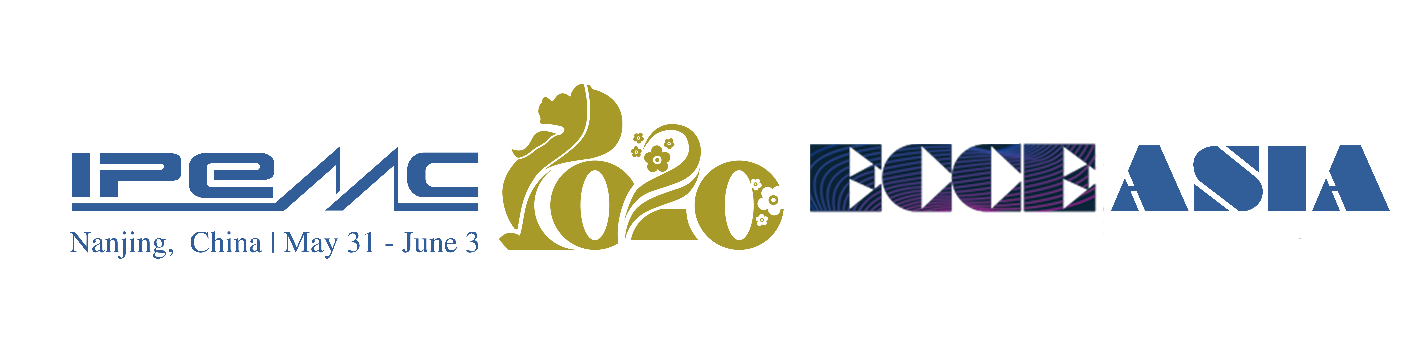 IPEMC 2020 ECCE ASIA
Nanjing, China | May 31 - June 3